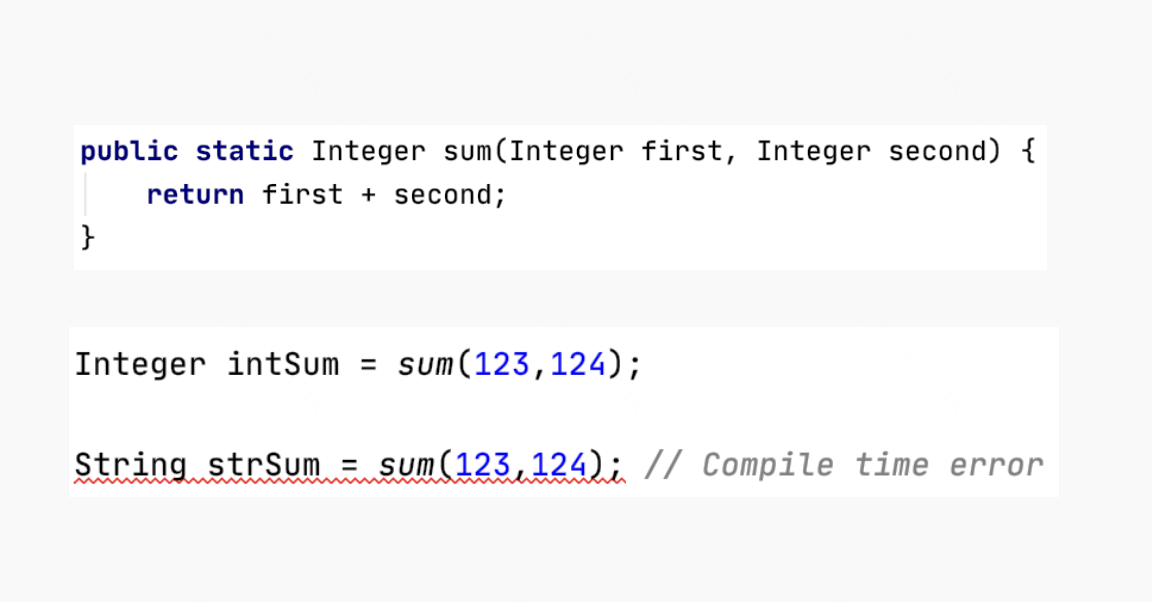 public static Integer sum(Integer first, Integer second) {
    return first + second;
}
Integer intSum = sum(123,124);
String strSum = sum(123,124); // Compile time error